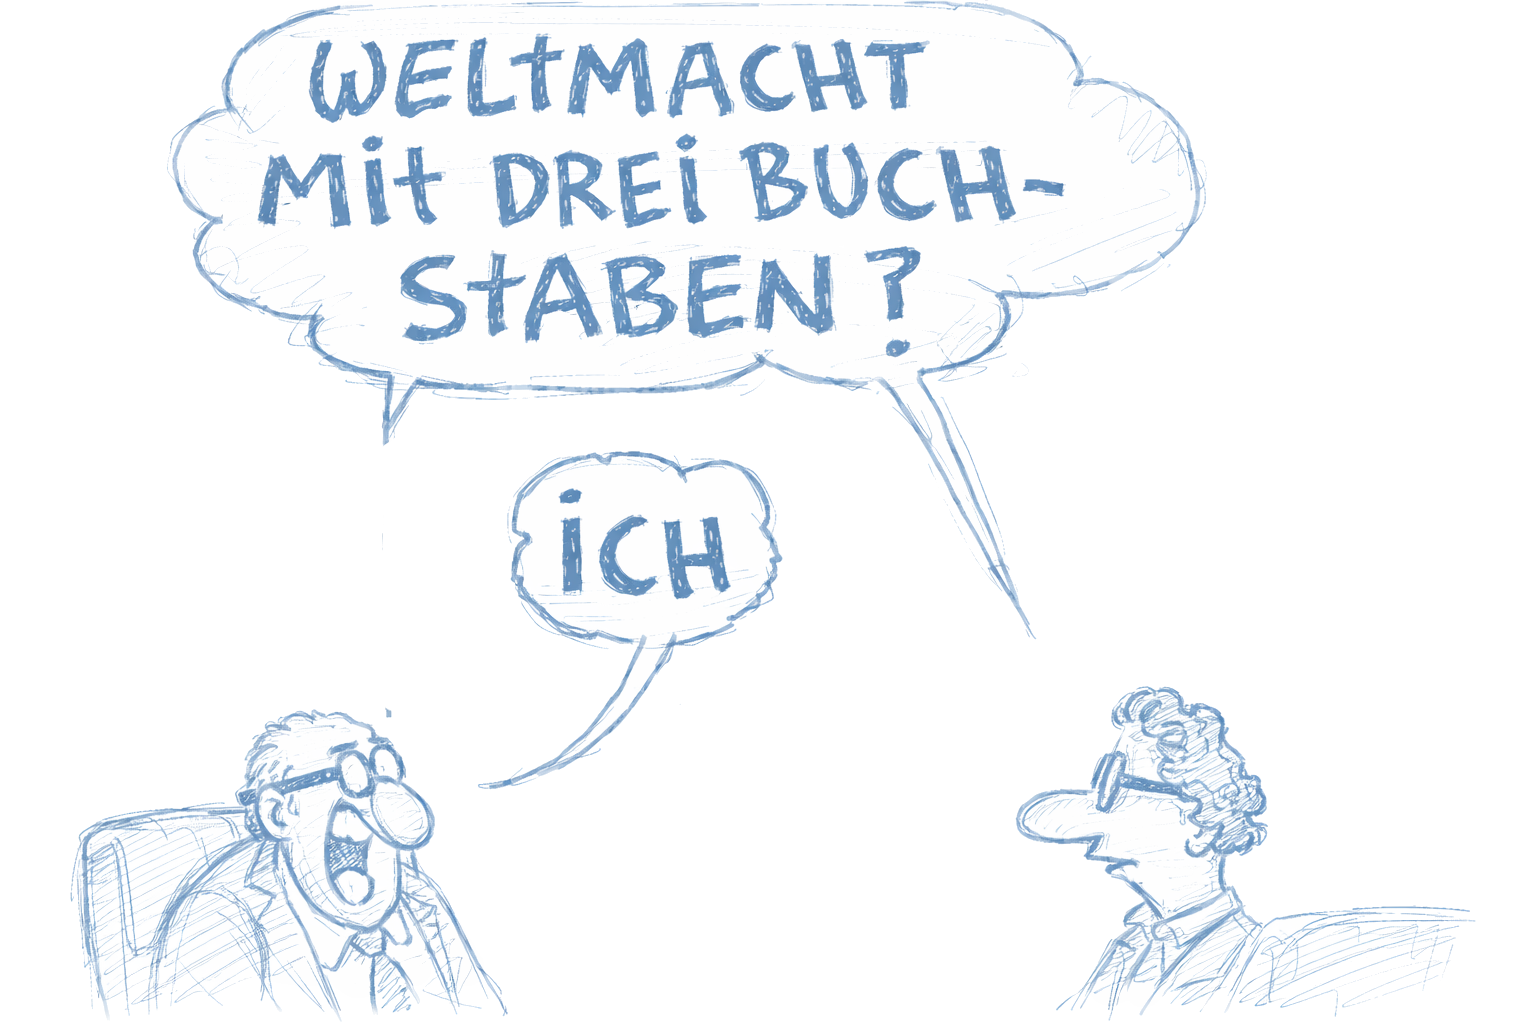 WELTMACHT
MIT DREI BUCH-
STABEN?
ICH